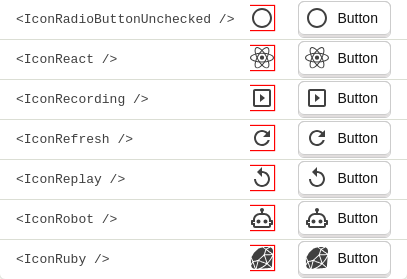 <IconRadioButtonUnchecked /> Button
<IconReact /> Button
<IconRecording /> Button
<IconRefresh /> Button
<IconReplay /> Button
<IconRobot /> Button
<IconRuby /> Button